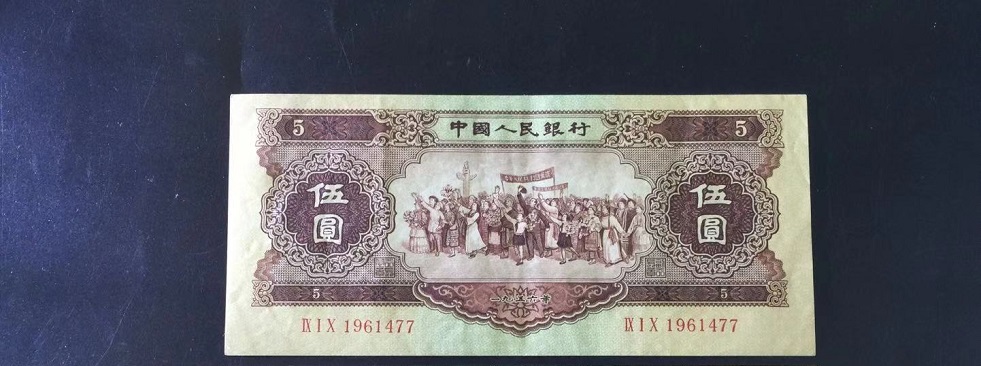 5 中國人民銀行 5
伍圓 伍圓
5 一九五六年 5
IX I X 1961477 IX I X 1961477